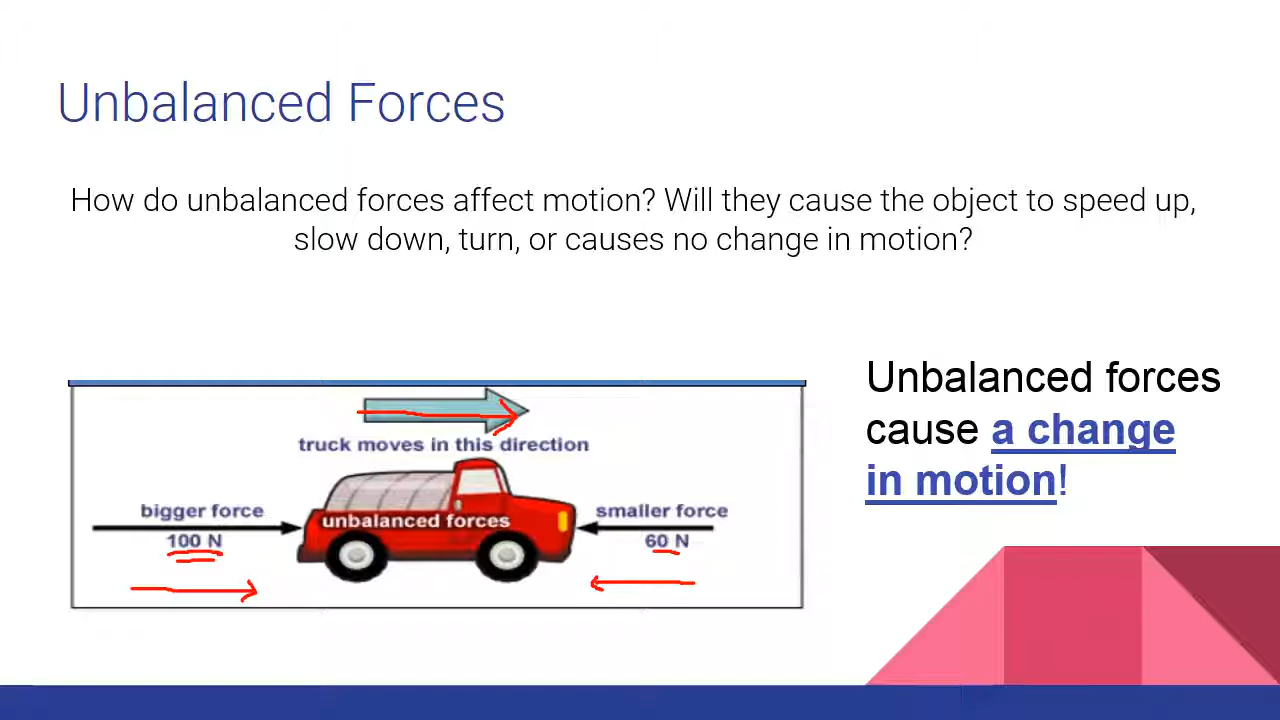 Unbalanced Forces
How do unbalanced forces affect motion? Will they cause the object to speed up,
slow down, turn, or causes no change in motion?
truck moves in this direction
bigger force
100 N
unbalanced forces
smaller force
60 N
Unbalanced forces
cause a change
in motion!